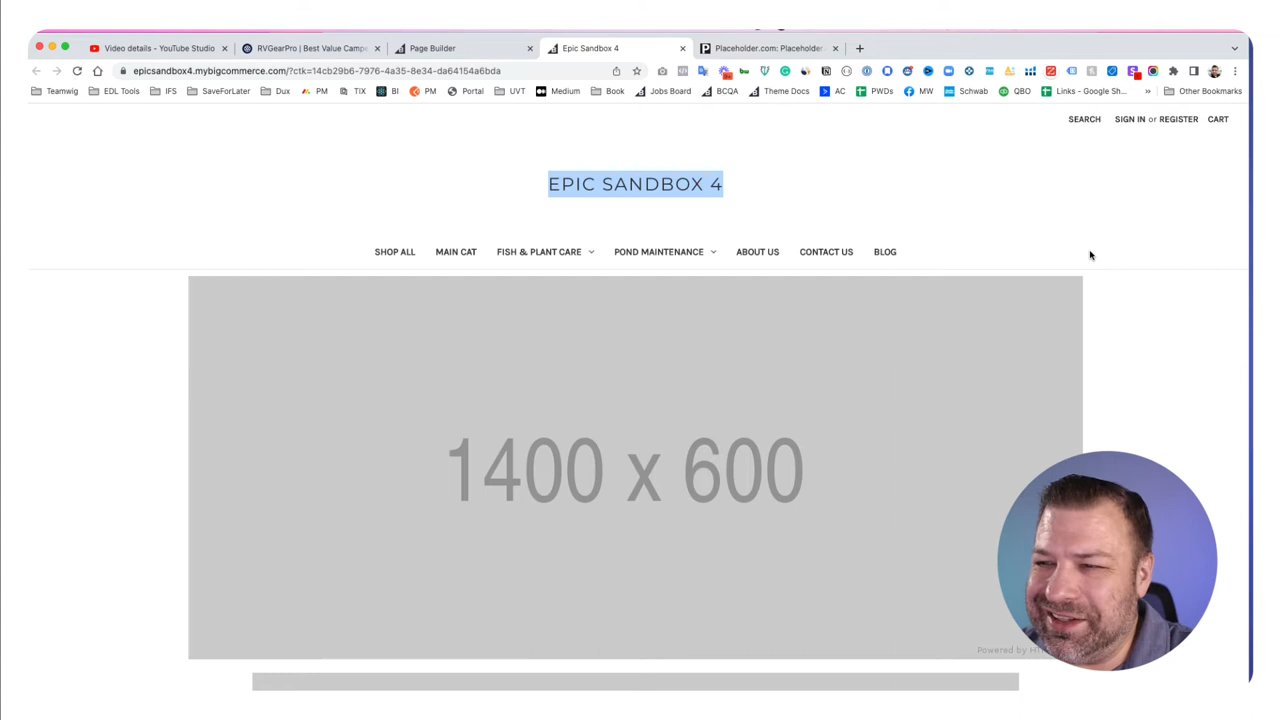 Video details - YouTube Studio
RVGearPro | Best Value Campe
Page Builder
Epic Sandbox 4
Placeholder.com: Placeholder
epicsandbox4.mybigcommerce.com/?ctk=14cb29b6-7976-4a35-8e34-da64154a6bda
Teamwig EDL Tools IFS SaveForLater Dux PM TIX BI PM Portal UVT Medium Book Jobs Board BCQA Theme Docs AC PWDs MW Schwab QBO Links - Google Sh... » Other Bookmarks
SEARCH SIGN IN or REGISTER CART
EPIC SANDBOX 4
SHOP ALL MAIN CAT FISH & PLANT CARE POND MAINTENANCE ABOUT US CONTACT US BLOG
1400 x 600
Powered by